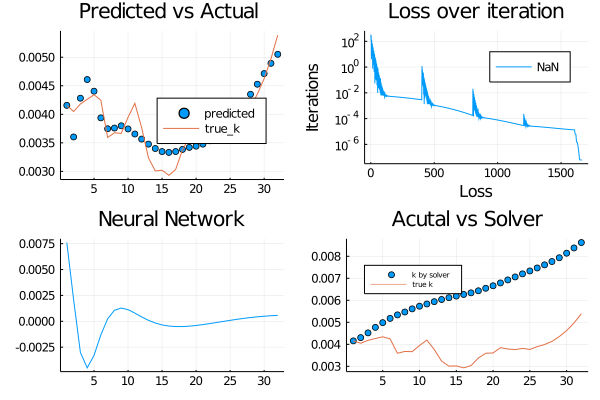 Predicted vs Actual
0.0050
0.0045
0.0040
0.0035
0.0030
predicted
true_k
5 10 15 20 25 30
Loss over iteration
10²
10⁰
10⁻²
10⁻⁴
10⁻⁶
Iterations
NaN
0 500 1000 1500
Loss
Neural Network
0.0075
0.0050
0.0025
0.0000
-0.0025
5 10 15 20 25 30
Acutal vs Solver
0.008
0.007
0.006
0.005
0.004
0.003
k by solver
true k
5 10 15 20 25 30